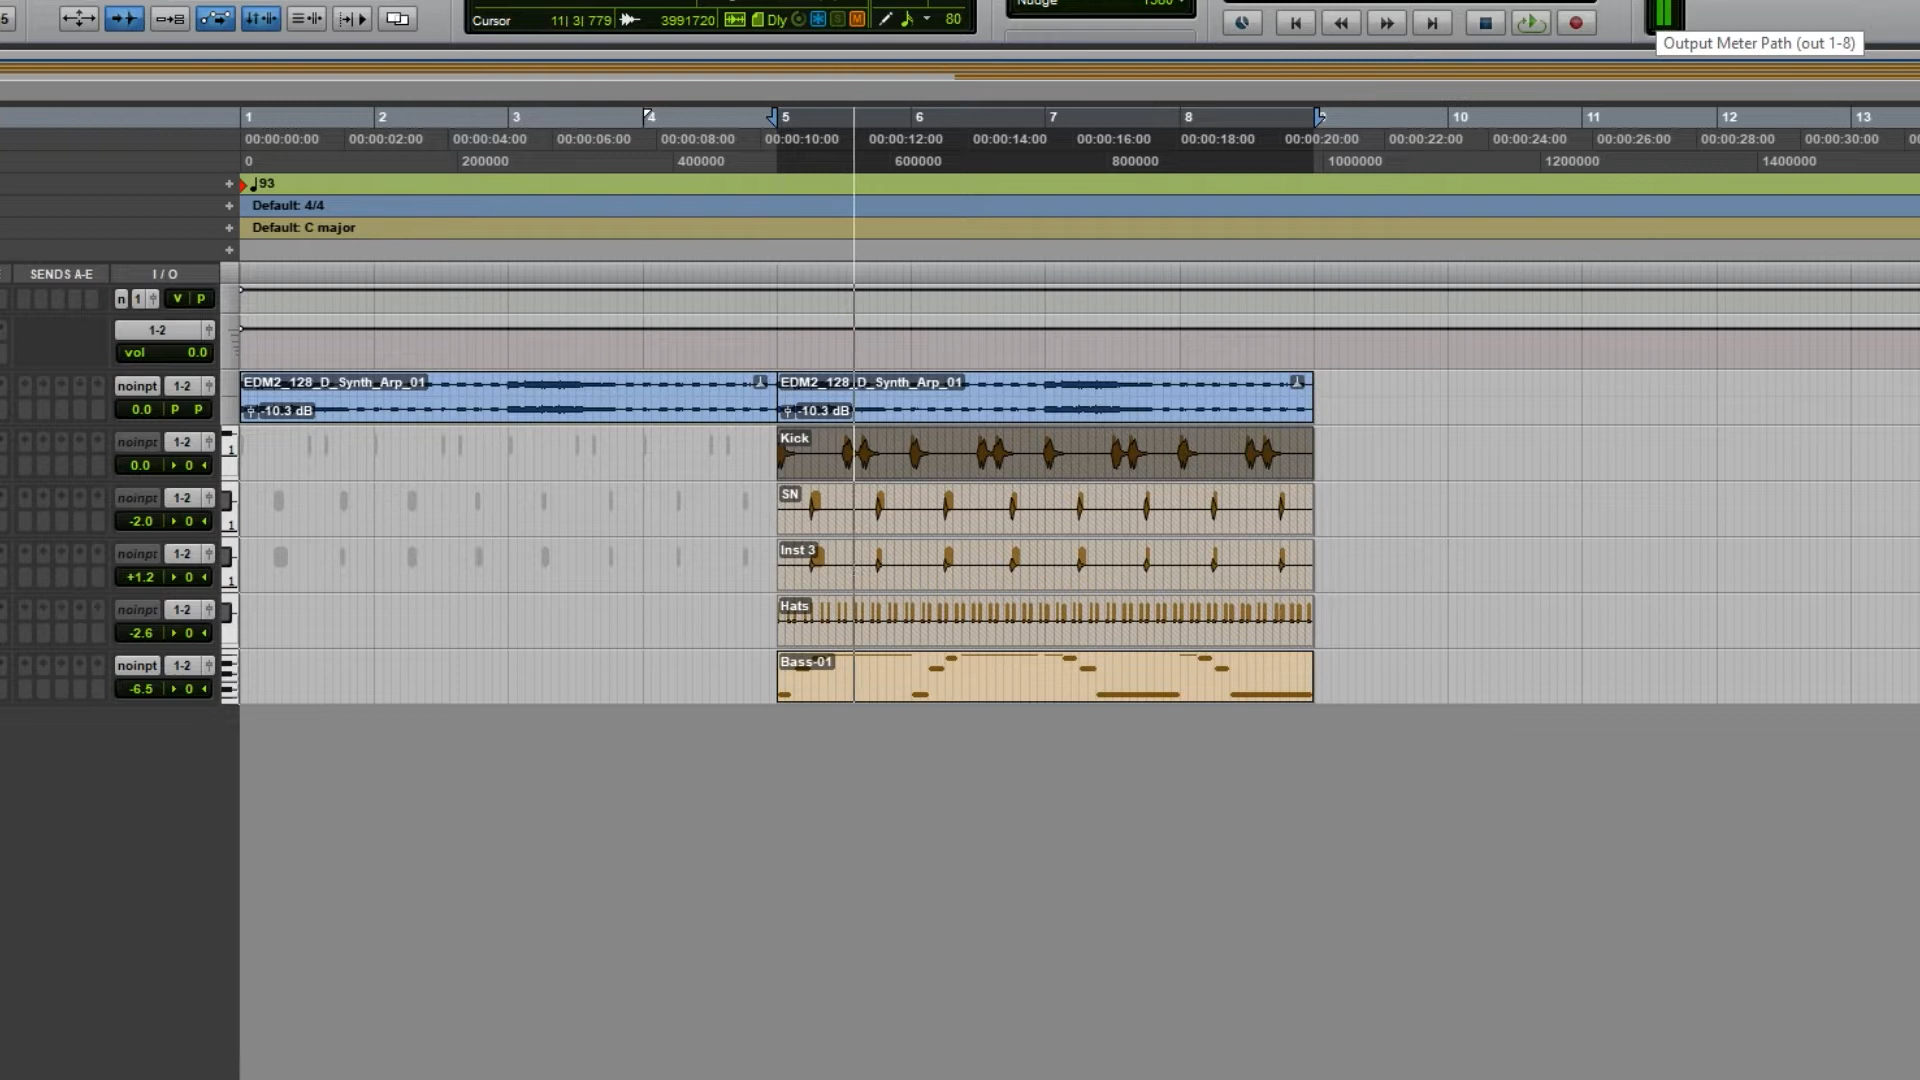 5
Cursor 11| 3| 779 3991720 Dly S M 80
Nudge
Output Meter Path (out 1-8)
1 2 3 4 5 6 7 8 9 10 11 12 13
00:00:00:00 00:00:02:00 00:00:04:00 00:00:06:00 00:00:08:00 00:00:10:00 00:00:12:00 00:00:14:00 00:00:16:00 00:00:18:00 00:00:20:00 00:00:22:00 00:00:24:00 00:00:26:00 00:00:28:00 00:00:30:00
0 200000 400000 600000 800000 1000000 1200000 1400000
93
Default: 4/4
Default: C major
SENDS A-E I / O
n 1 V P
1-2
vol 0.0
noinpt 1-2 EDM2_128_D_Synth_Arp_01 EDM2_128_D_Synth_Arp_01
0.0 P P -10.3 dB -10.3 dB
noinpt 1-2 Kick
0.0 0 1
noinpt 1-2 SN
-2.0 0 1
noinpt 1-2 Inst 3
+1.2 0 1
noinpt 1-2 Hats
-2.6 0
noinpt 1-2 Bass-01
-6.5 0